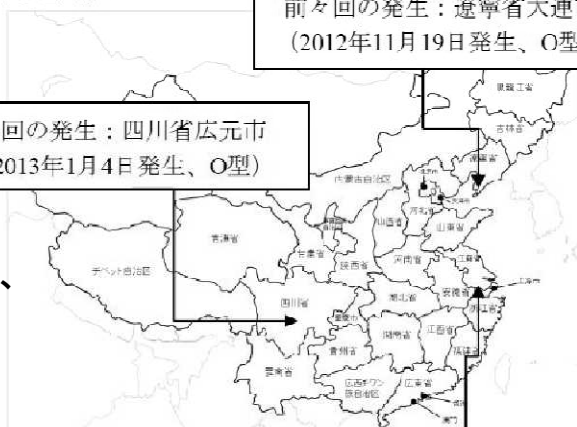 前々回の発生：遼寧省大連
（2012年11月19日発生、O型
回の発生：四川省広元市
2013年1月4日発生、O型）
黒龍江省
吉林省
遼寧省
内蒙古自治区
河北省
山西省
山東省
青海省
甘粛省
陝西省
河南省
江蘇省
チベット自治区
四川省
湖北省
安徽省
上海市
浙江省
重慶市
湖南省
江西省
貴州省
福建省
雲南省
広西チワン
族自治区
広東省
澳門